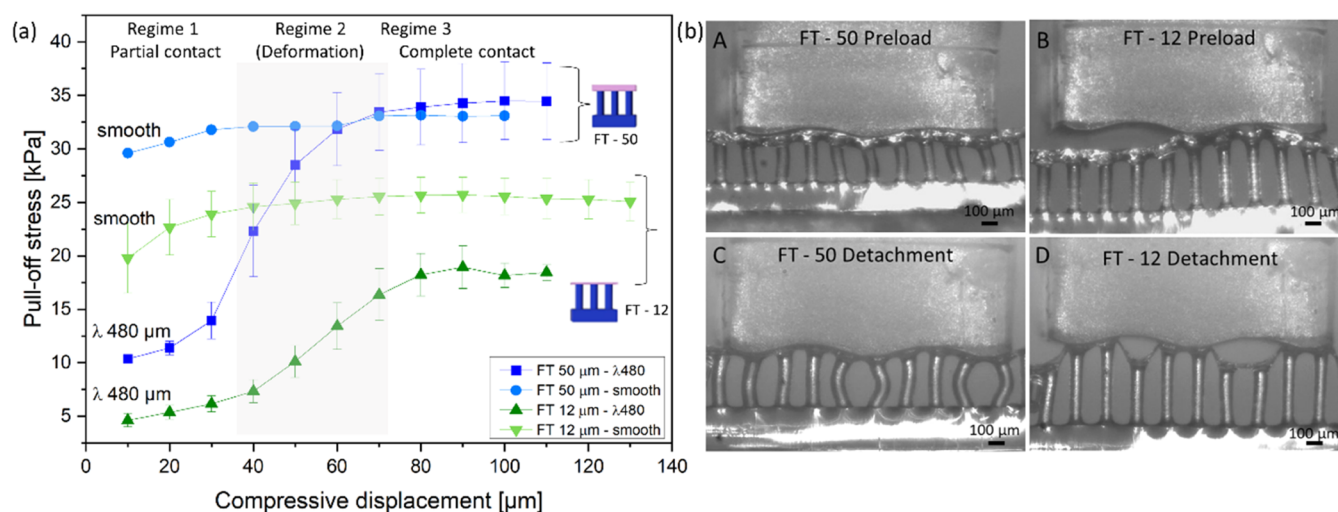 (a)
Regime 1
Partial contact
Regime 2
(Deformation)
Regime 3
Complete contact
Pull-off stress [kPa]
40
35
30
25
20
15
10
5
smooth
smooth
λ 480 µm
λ 480 µm
FT - 50
FT - 12
FT 50 µm - λ480
FT 50 µm - smooth
FT 12 µm - λ480
FT 12 µm - smooth
0 20 40 60 80 100 120 140
Compressive displacement [µm]
(b)
A FT - 50 Preload
100 µm
B FT - 12 Preload
100 µm
C FT - 50 Detachment
100 µm
D FT - 12 Detachment
100 µm